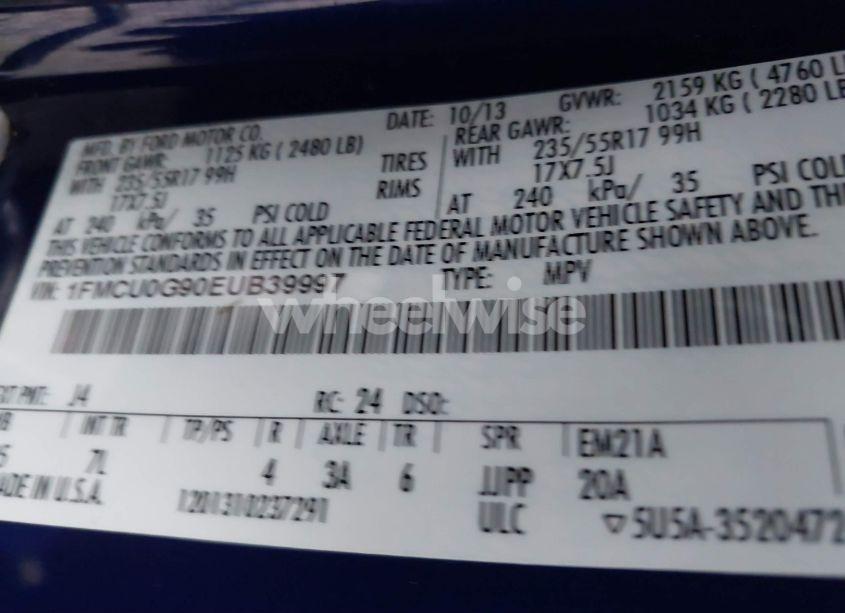 MFD. BY FORD MOTOR CO.
DATE: 10/13
GVWR: 2159 KG ( 4760 L
FRONT GAWR: 1125 KG ( 2480 LB)
REAR GAWR: 1034 KG ( 2280 LB
WITH 235/55R17 99H
TIRES
WITH 235/55R17 99H
17X7.5J
RIMS
17X7.5J
AT 240 kPa/ 35 PSI COLD
AT 240 kPa/ 35 PSI COLD
THIS VEHICLE CONFORMS TO ALL APPLICABLE FEDERAL MOTOR VEHICLE SAFETY AND THE
PREVENTION STANDARDS IN EFFECT ON THE DATE OF MANUFACTURE SHOWN ABOVE.
VIN: 1FMCU0G90EUB39997
TYPE: MPV
wheelwise
EXT PNT: J4
RC: 24 DSO:
INT TR TP/PS R AXLE TR SPR EM21A
7L 4 3A 6 JJPP 20A
ADE IN U.S.A.
1201310237291
ULC
▽5U5A-3520472